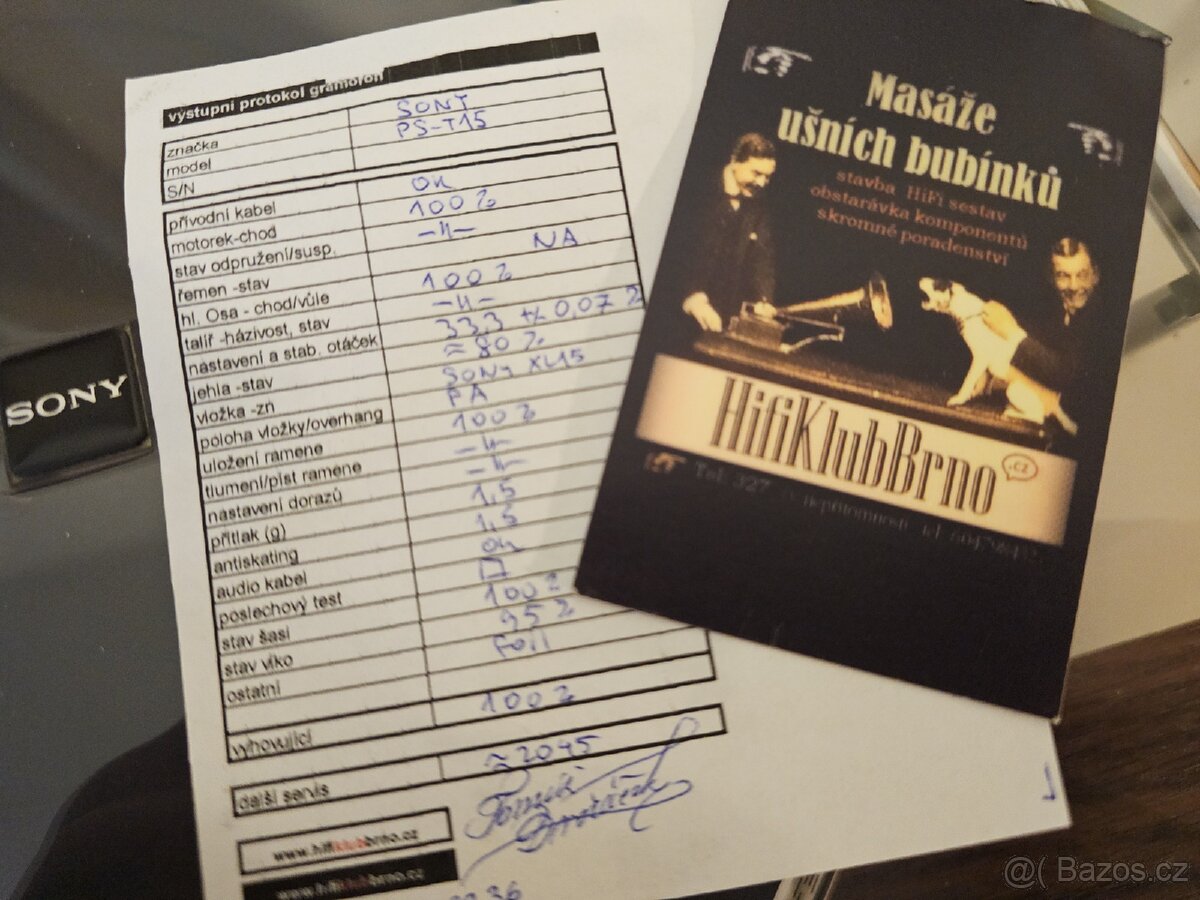 výstupní protokol gramofon
značka SONY
model PS-T15
S/N
přívodní kabel OK
motorek-chod 100%
stav odpružení/susp. -||-
řemen -stav NA
hl. Osa - chod/vůle 100%
talíř -házivost, stav -||-
nastavení a stab. otáček 33,3 +/- 0,07 %
jehla -stav ≈ 80%
vložka -zn SONY XL15
poloha vložky/overhang PA
uložení ramene 100%
tlumení/píst ramene -||-
nastavení dorazů -||-
přítlak (g) 1,5
antiskating 1,5
audio kabel OK
poslechový test
stav šasí 100%
stav víko 95%
ostatní
vyhovující 100%
další servis ≈2045
www.hifiklubbrno.cz
www.hifiklubbrno.cz
SONY
Masáže
ušních bubínků
stavba HiFi sestav
obstarávka komponentů
skromné poradenství
HifiKlubBrno.cz
@( Bazos.cz